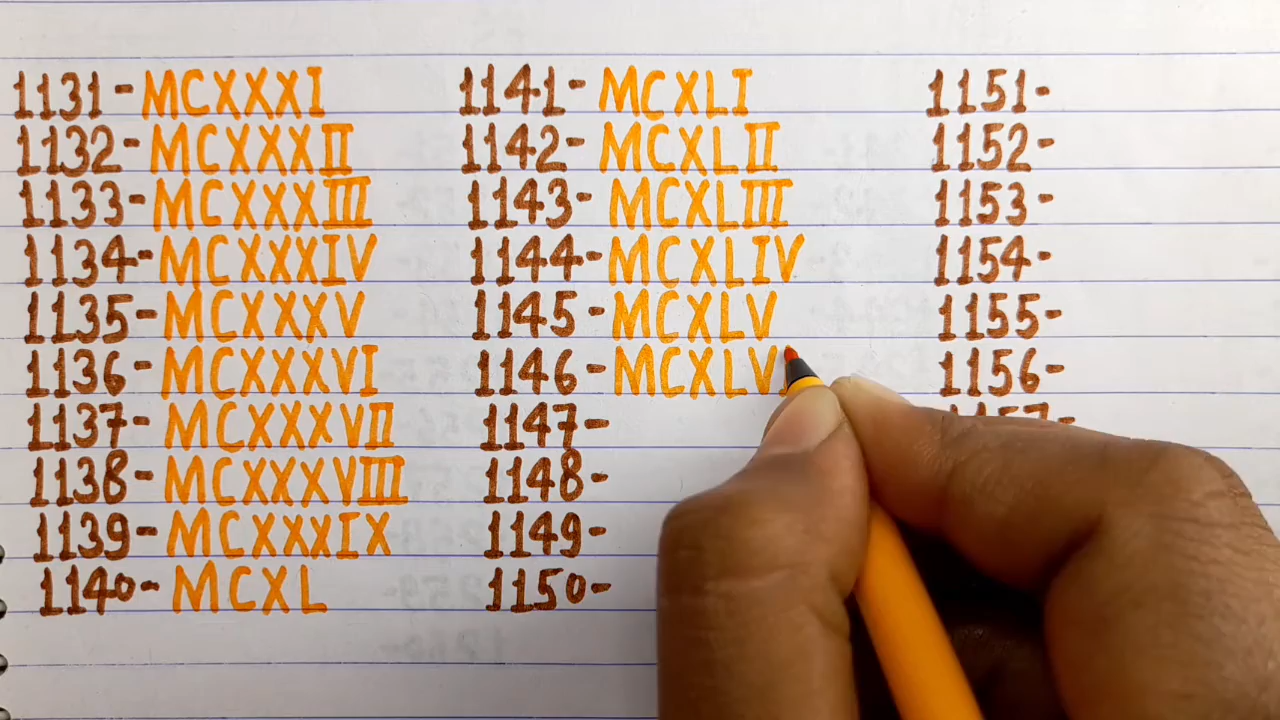 1131-MCXXXI
1132-MCXXXII
1133-MCXXXIII
1134-MCXXXIV
1135-MCXXXV
1136-MCXXXVI
1137-MCXXXVII
1138-MCXXXVIII
1139-MCXXXIX
1140-MCXL
1141-MCXLI
1142-MCXLII
1143-MCXLIII
1144-MCXLIV
1145-MCXLV
1146-MCXLVI
1147-
1148-
1149-
1150-
1151-
1152-
1153-
1154-
1155-
1156-
1157-